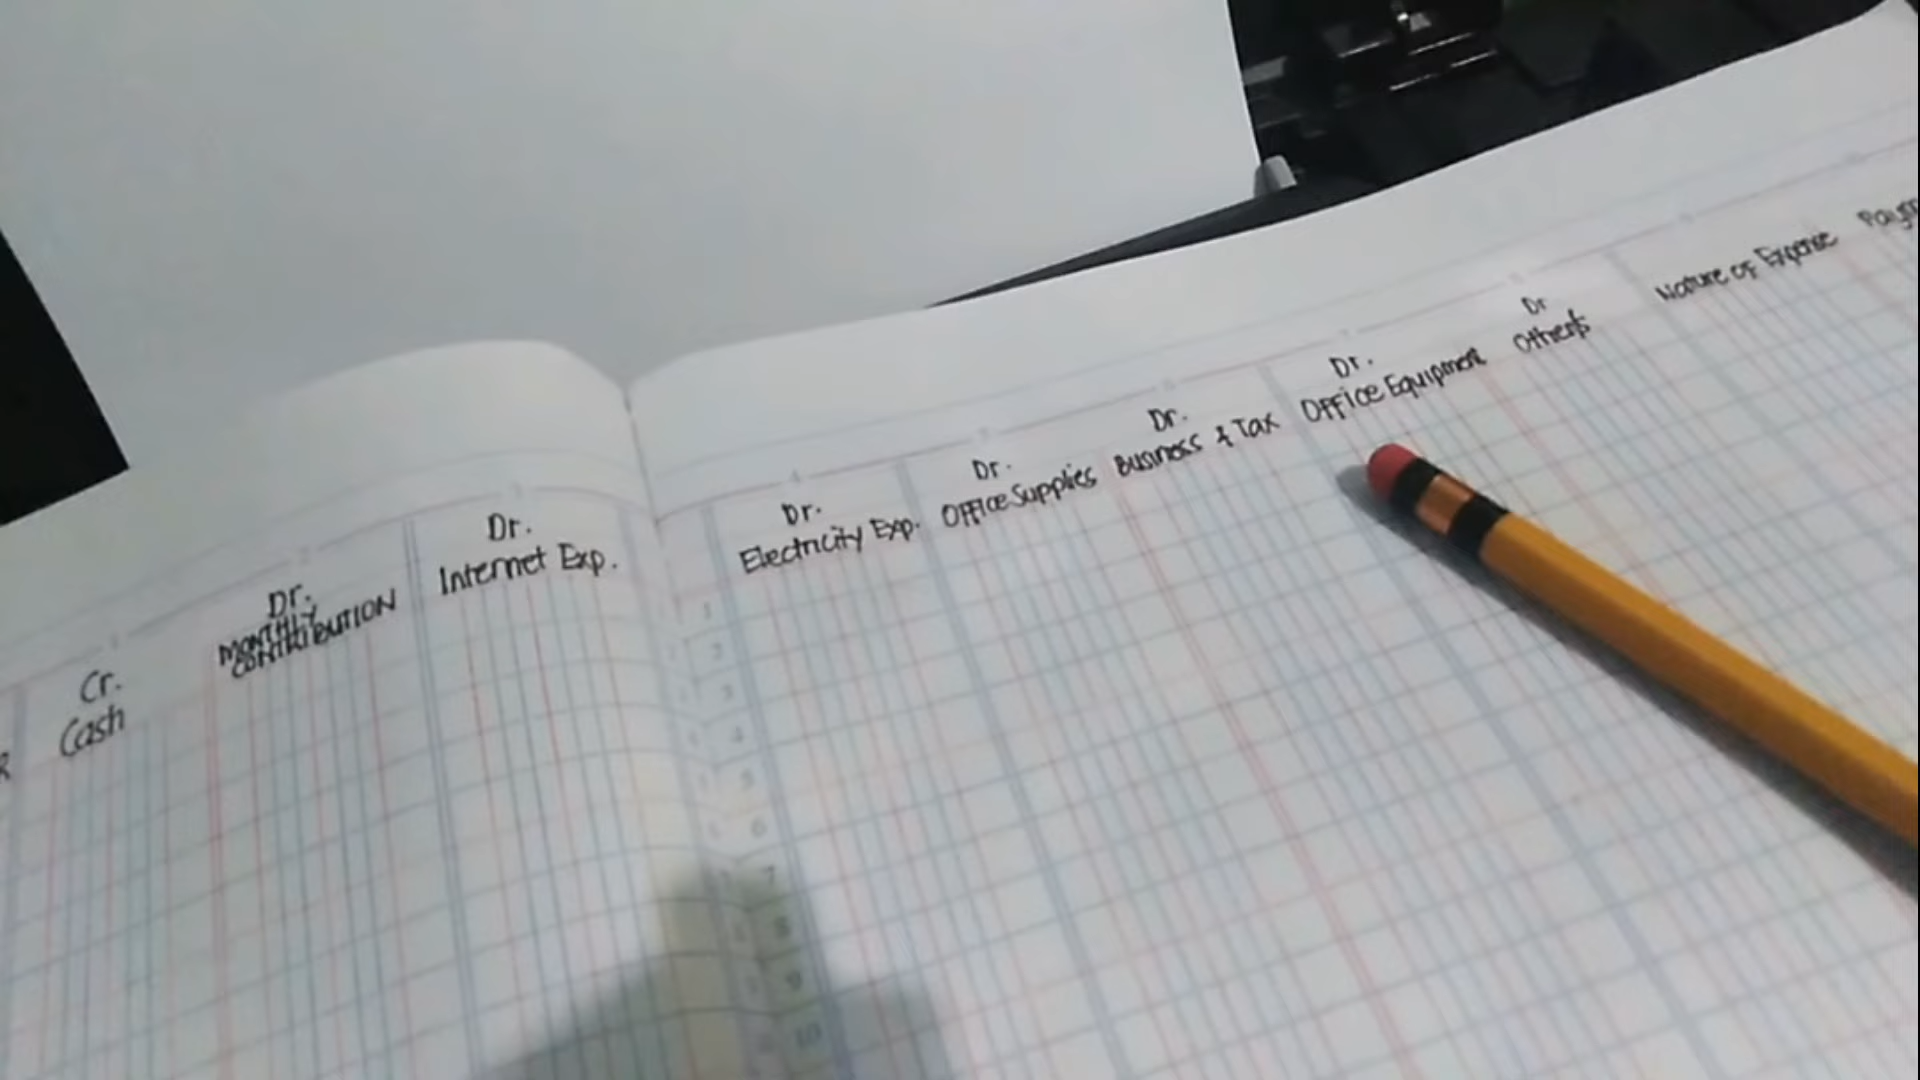 Cr.
Cash
Dr.
MONTHLY
CONTRIBUTION
Dr.
Internet Exp.
Dr.
Electricity Exp.
Dr.
Office Supplies
Dr.
Business & Tax
Dr.
Office Equipment
Dr
Others
Nature of Expense
1
2
3
4
5
6
7
8
9
10